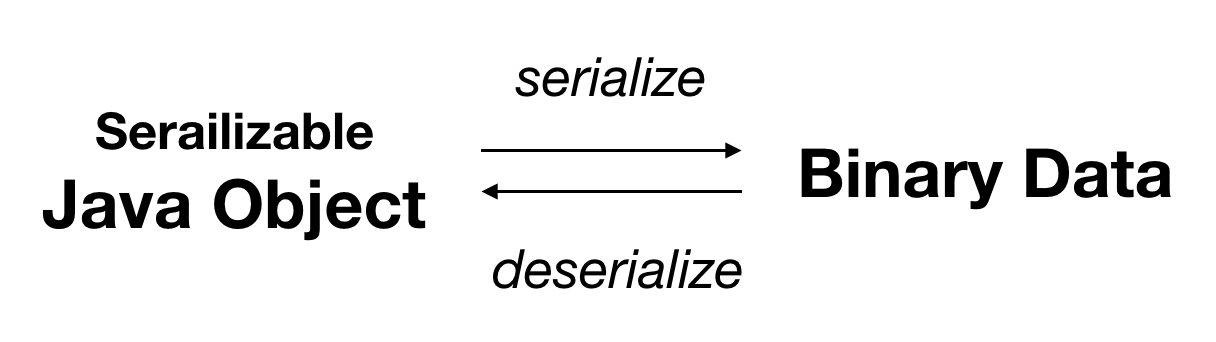 serialize
Serailizable
Java Object
Binary Data
deserialize